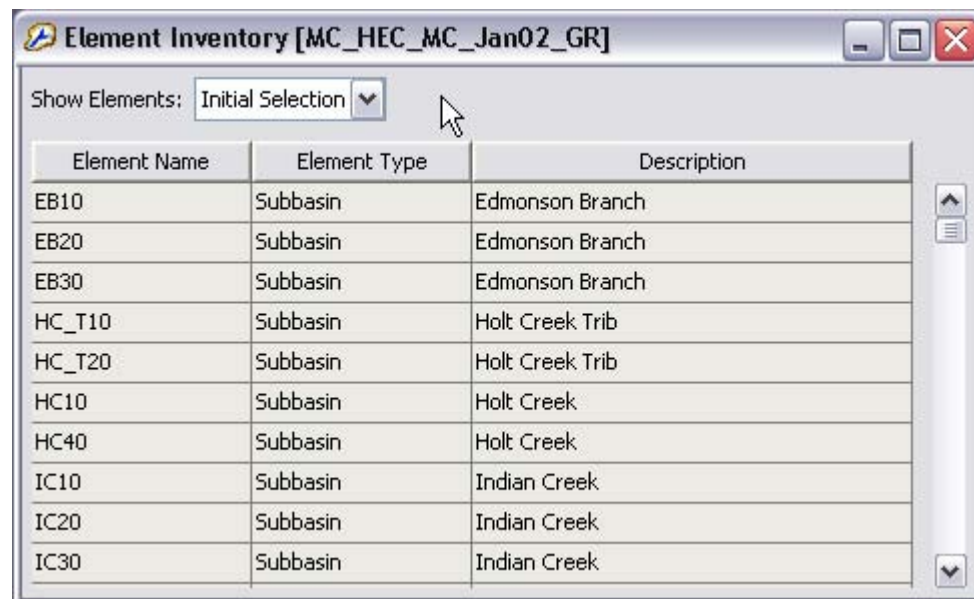 Element Inventory [MC_HEC_MC_Jan02_GR]
Show Elements: Initial Selection
Element Name Element Type Description
EB10 Subbasin Edmonson Branch
EB20 Subbasin Edmonson Branch
EB30 Subbasin Edmonson Branch
HC_T10 Subbasin Holt Creek Trib
HC_T20 Subbasin Holt Creek Trib
HC10 Subbasin Holt Creek
HC40 Subbasin Holt Creek
IC10 Subbasin Indian Creek
IC20 Subbasin Indian Creek
IC30 Subbasin Indian Creek